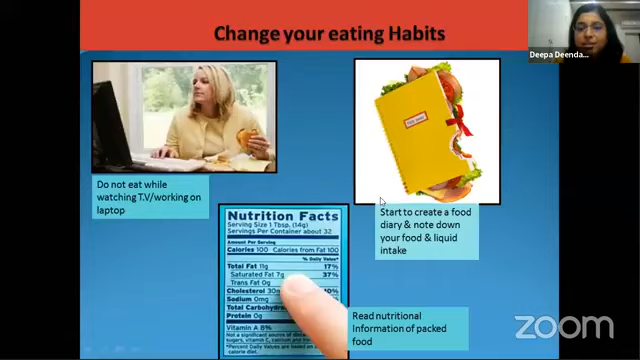 Change your eating Habits
Deepa Deenda...
Do not eat while
watching T.V/working on
laptop
Start to create a food
diary & note down
your food & liquid
intake
Nutrition Facts
Serving Size 1 Tbsp. (14g)
Servings Per Container about 32
Amount Per Serving
Calories 100 Calories from Fat 100
% Daily Value*
Total Fat 11g 17%
Saturated Fat 7g 37%
Trans Fat 0g
Cholesterol 30m 10%
Sodium 0mg
Total Carbohydra
Protein 0g
Vitamin A 8%
Read nutritional
Information of packed
food
zoom